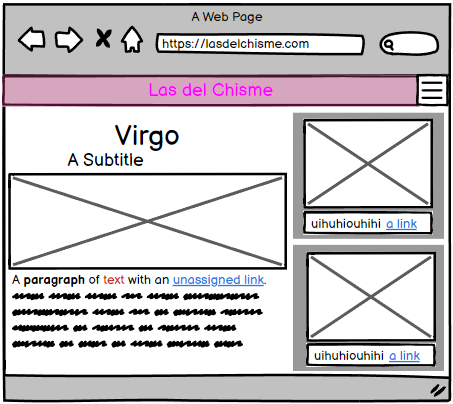 A Web Page
https://lasdelchisme.com
Las del Chisme
Virgo
A Subtitle
A paragraph of text with an unassigned link.
uihuhiouhihi a link
uihuhiouhihi a link